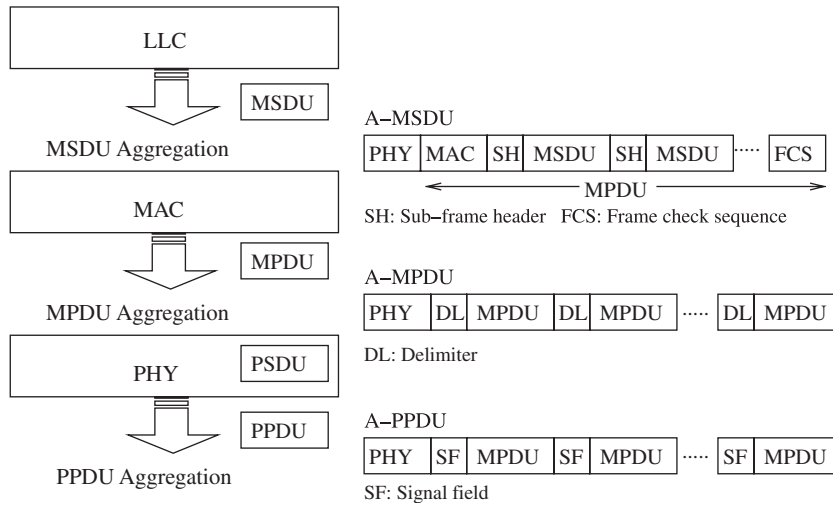 LLC
MSDU
MSDU Aggregation
MAC
MPDU
MPDU Aggregation
PHY
PSDU
PPDU
PPDU Aggregation
A–MSDU
PHY MAC SH MSDU SH MSDU ..... FCS
MPDU
SH: Sub–frame header FCS: Frame check sequence
A–MPDU
PHY DL MPDU DL MPDU ..... DL MPDU
DL: Delimiter
A–PPDU
PHY SF MPDU SF MPDU ..... SF MPDU
SF: Signal field